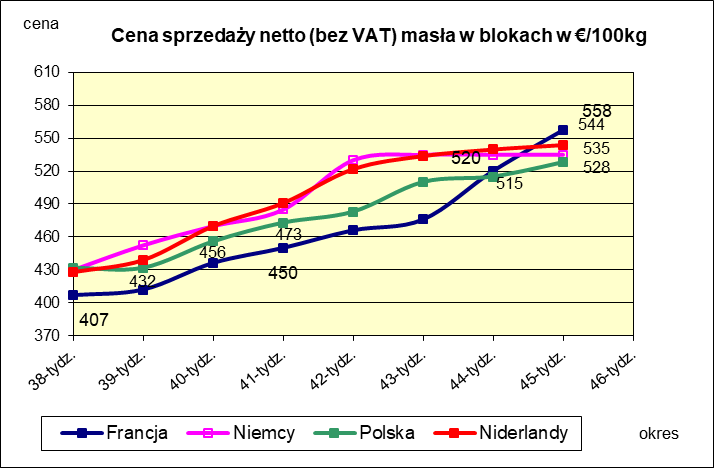 cena
Cena sprzedaży netto (bez VAT) masła w blokach w €/100kg
610
580
550
520
490
460
430
400
370
558
544
535
528
520
515
473
456
450
432
407
38-tydz.
39-tydz.
40-tydz.
41-tydz.
42-tydz.
43-tydz.
44-tydz.
45-tydz.
46-tydz.
Francja
Niemcy
Polska
Niderlandy
okres